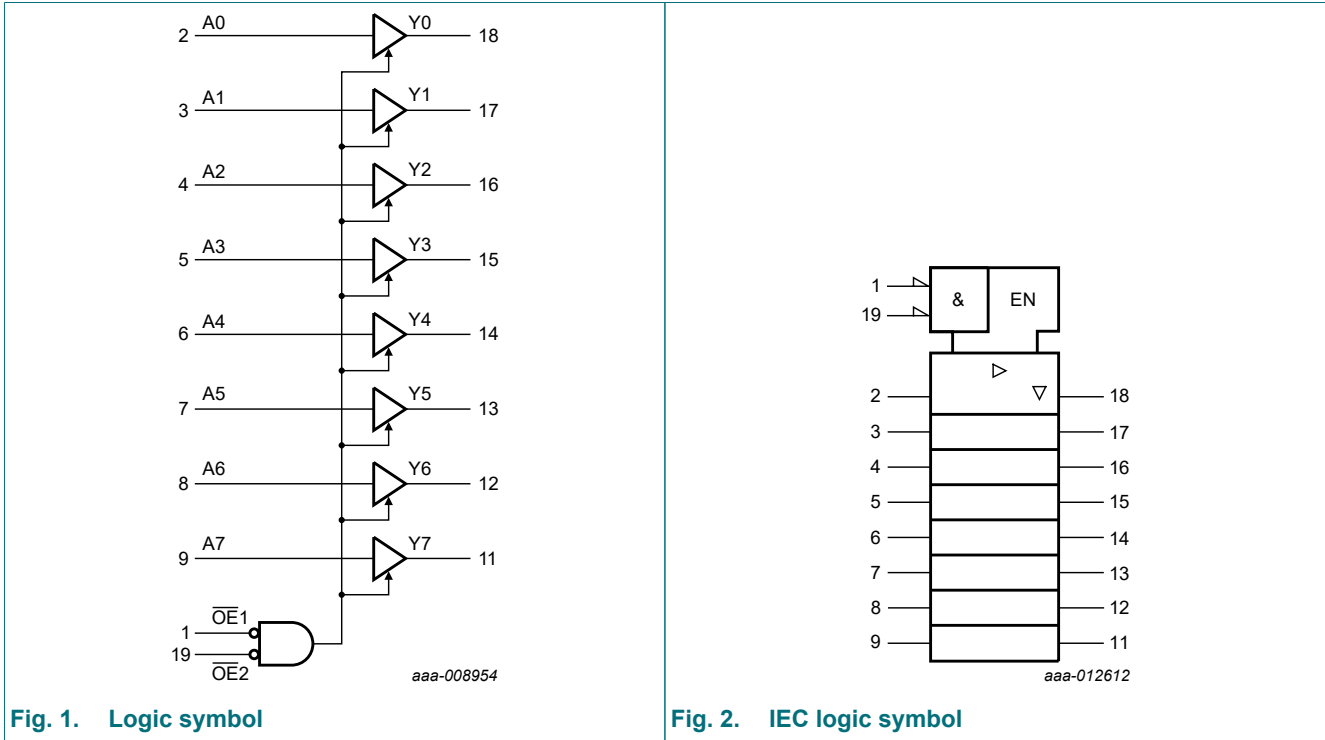 A0
Y0
2
18
A1
Y1
3
17
A2
Y2
4
16
A3
Y3
5
15
A4
Y4
6
14
A5
Y5
7
13
A6
Y6
8
12
A7
Y7
9
11
O̅E̅1
1
19
O̅E̅2
aaa-008954
Fig. 1. Logic symbol
1
&
EN
19
2
18
3
17
4
16
5
15
6
14
7
13
8
12
9
11
aaa-012612
Fig. 2. IEC logic symbol